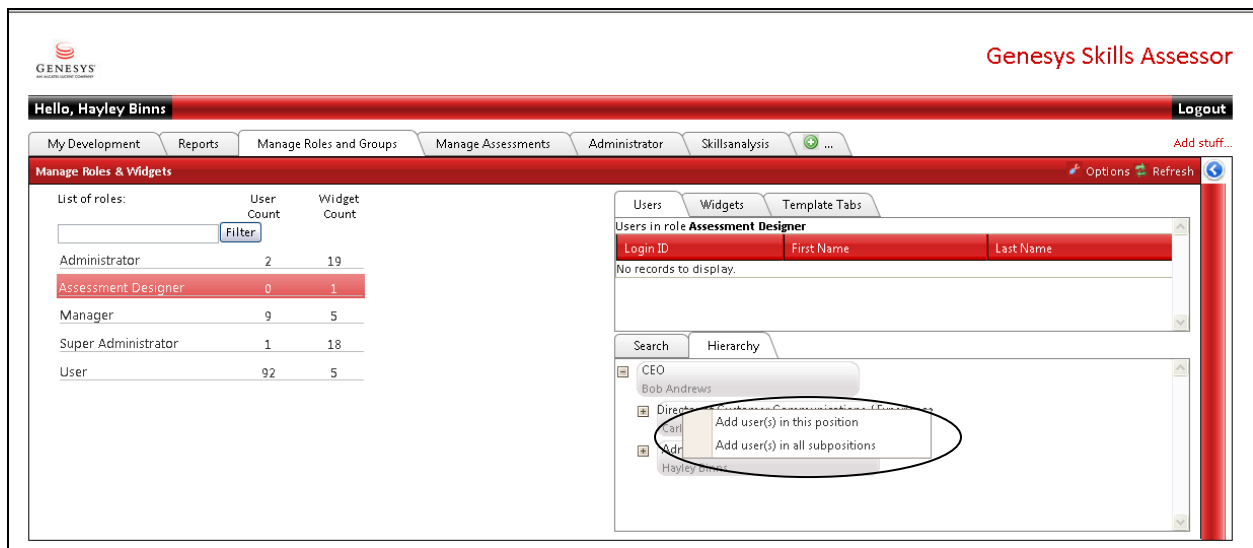 GENESYS
AN ALCATEL-LUCENT COMPANY
Genesys Skills Assessor
Hello, Hayley Binns
Logout
My Development
Reports
Manage Roles and Groups
Manage Assessments
Administrator
Skillsanalysis
...
Add stuff...
Manage Roles & Widgets
Options
Refresh
List of roles:
User Count
Widget Count
Filter
Administrator 2 19
Assessment Designer 0 1
Manager 9 5
Super Administrator 1 18
User 92 5
Users
Widgets
Template Tabs
Users in role Assessment Designer
Login ID
First Name
Last Name
No records to display.
Search
Hierarchy
CEO
Bob Andrews
Carl
Add user(s) in this position
Add user(s) in all subpositions
Hayley Binns